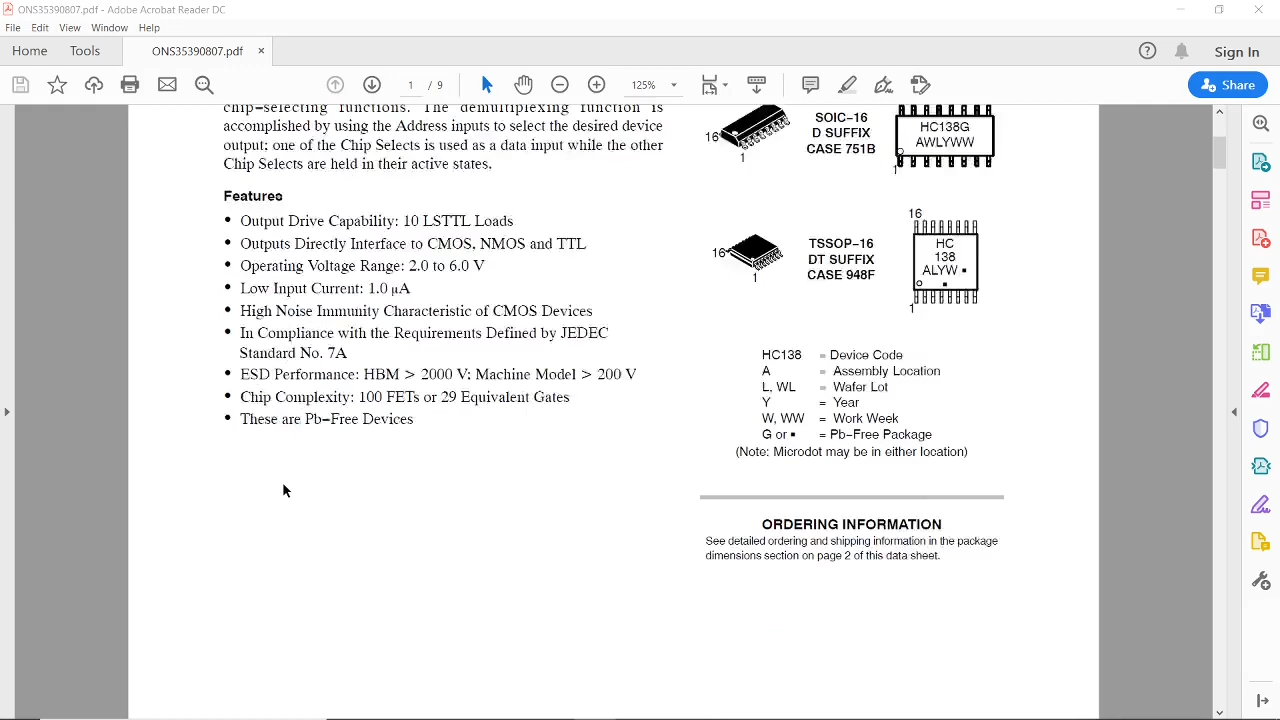 ONS35390807.pdf - Adobe Acrobat Reader DC
File Edit View Window Help
Home Tools ONS35390807.pdf × Sign In
1 / 9 125% Share
chip−selecting functions. The demultiplexing function is
accomplished by using the Address inputs to select the desired device
output; one of the Chip Selects is used as a data input while the other
Chip Selects are held in their active states.
Features
• Output Drive Capability: 10 LSTTL Loads
• Outputs Directly Interface to CMOS, NMOS and TTL
• Operating Voltage Range: 2.0 to 6.0 V
• Low Input Current: 1.0 μA
• High Noise Immunity Characteristic of CMOS Devices
• In Compliance with the Requirements Defined by JEDEC
Standard No. 7A
• ESD Performance: HBM > 2000 V; Machine Model > 200 V
• Chip Complexity: 100 FETs or 29 Equivalent Gates
• These are Pb−Free Devices
16
1
SOIC−16
D SUFFIX
CASE 751B
HC138G
AWLYWW
1
16
1
TSSOP−16
DT SUFFIX
CASE 948F
16
HC
138
ALYW ▪
▪
1
HC138 = Device Code
A = Assembly Location
L, WL = Wafer Lot
Y = Year
W, WW = Work Week
G or ▪ = Pb−Free Package
(Note: Microdot may be in either location)
ORDERING INFORMATION
See detailed ordering and shipping information in the package
dimensions section on page 2 of this data sheet.